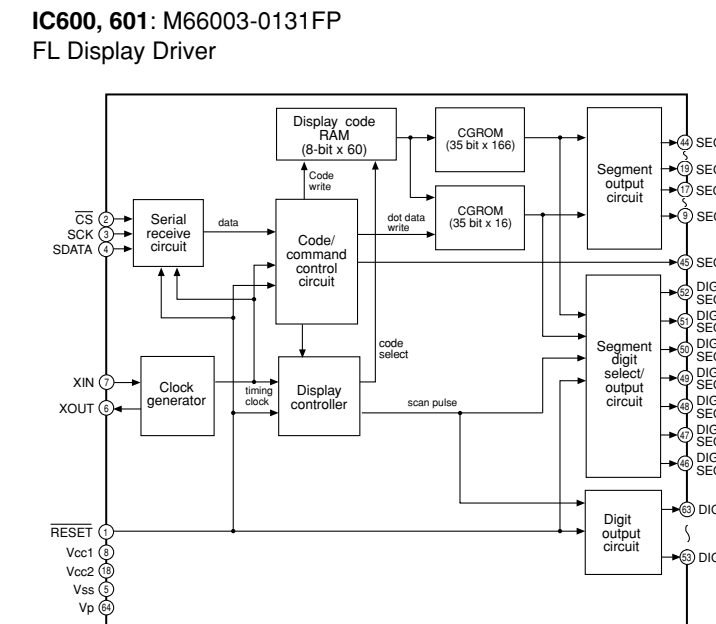 IC600, 601: M66003-0131FP
FL Display Driver
Display code
RAM
(8-bit x 60)
CGROM
(35 bit x 166)
CGROM
(35 bit x 16)
Segment
output
circuit
44 SEG
19 SEG
17 SEG
9 SEG
Code
write
CS 2
SCK 3
SDATA 4
Serial
receive
circuit
data
Code/
command
control
circuit
dot data
write
45 SEG
52 DIG
SEG
51 DIG
SEG
50 DIG
SEG
49 DIG
SEG
48 DIG
SEG
47 DIG
SEG
46 DIG
SEG
Segment
digit
select/
output
circuit
code
select
XIN 7
XOUT 6
Clock
generator
timing
clock
Display
controller
scan pulse
Digit
output
circuit
63 DIG
53 DIG
RESET 1
Vcc1 8
Vcc2 18
Vss 5
Vp 64